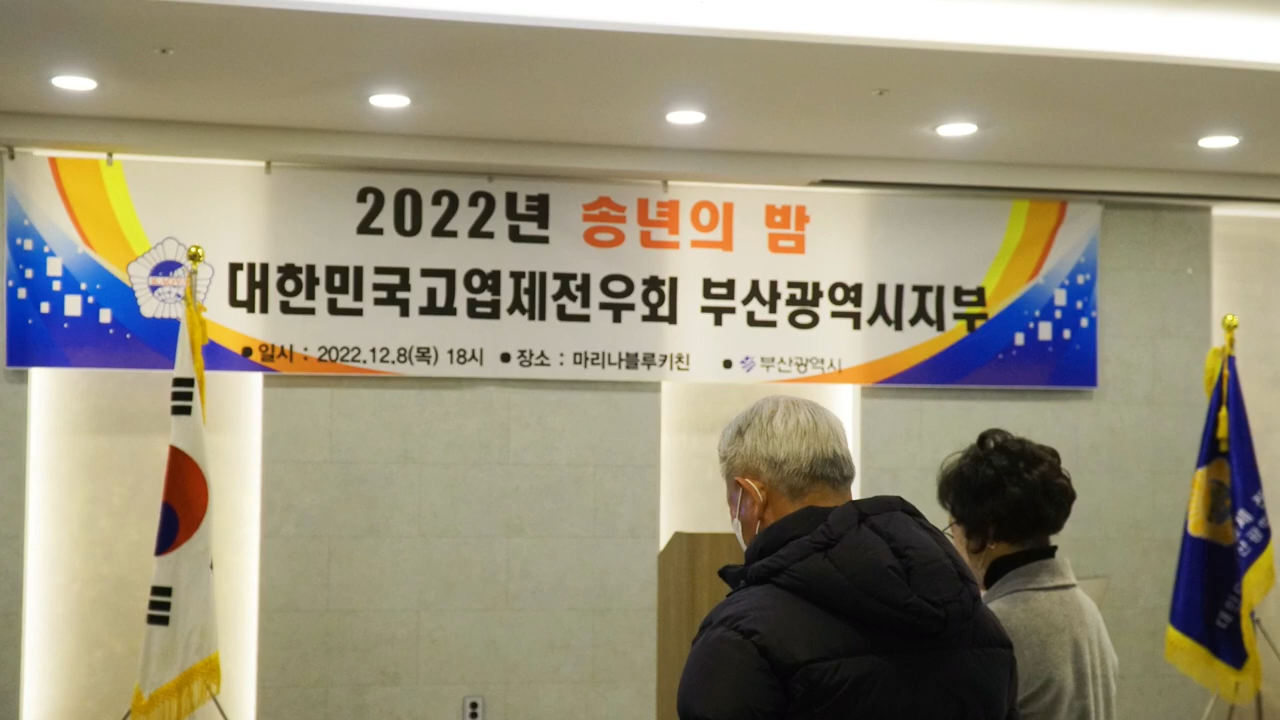 2022년 송년의 밤
대한민국고엽제전우회 부산광역시지부
●일시 : 2022.12.8(목) 18시 ●장소 : 마리나블루키친 ● 부산광역시